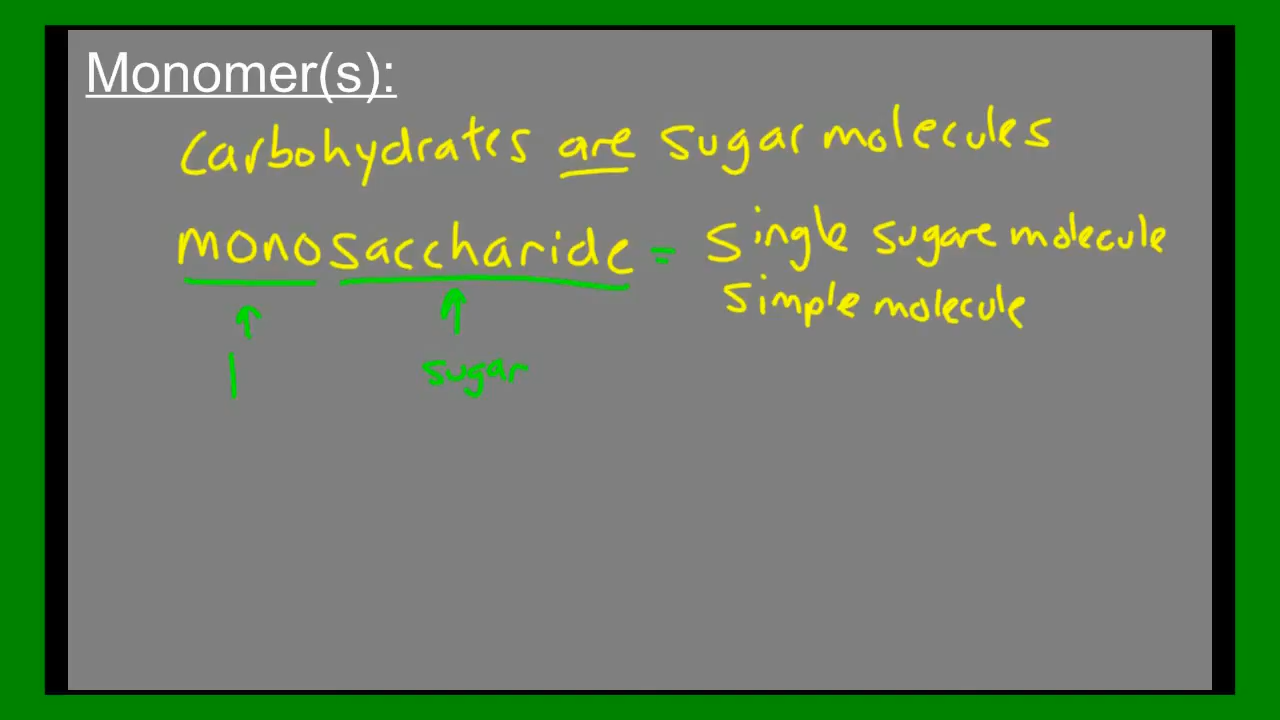 Monomer(s):
Carbohydrates are sugar molecules
monosaccharide = single sugare molecule
simple molecule
1
sugar